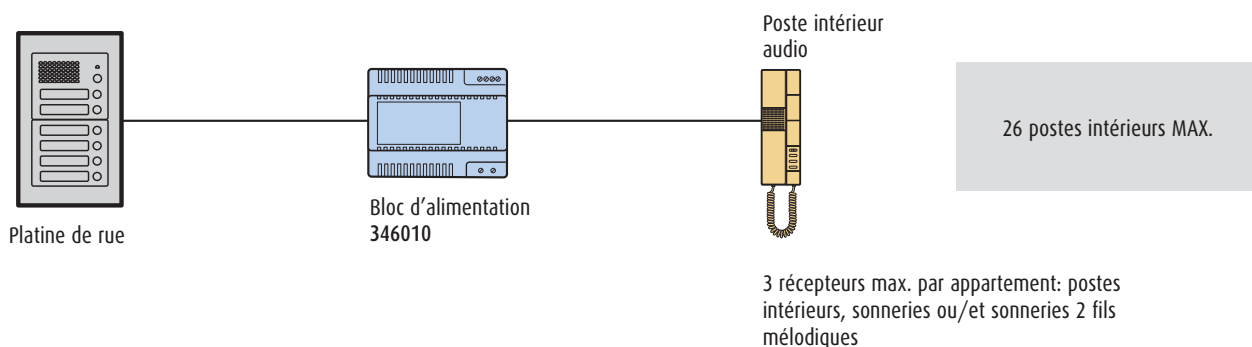 Poste intérieur
audio
26 postes intérieurs MAX.
Platine de rue
Bloc d'alimentation
346010
3 récepteurs max. par appartement: postes
intérieurs, sonneries ou/et sonneries 2 fils
mélodiques